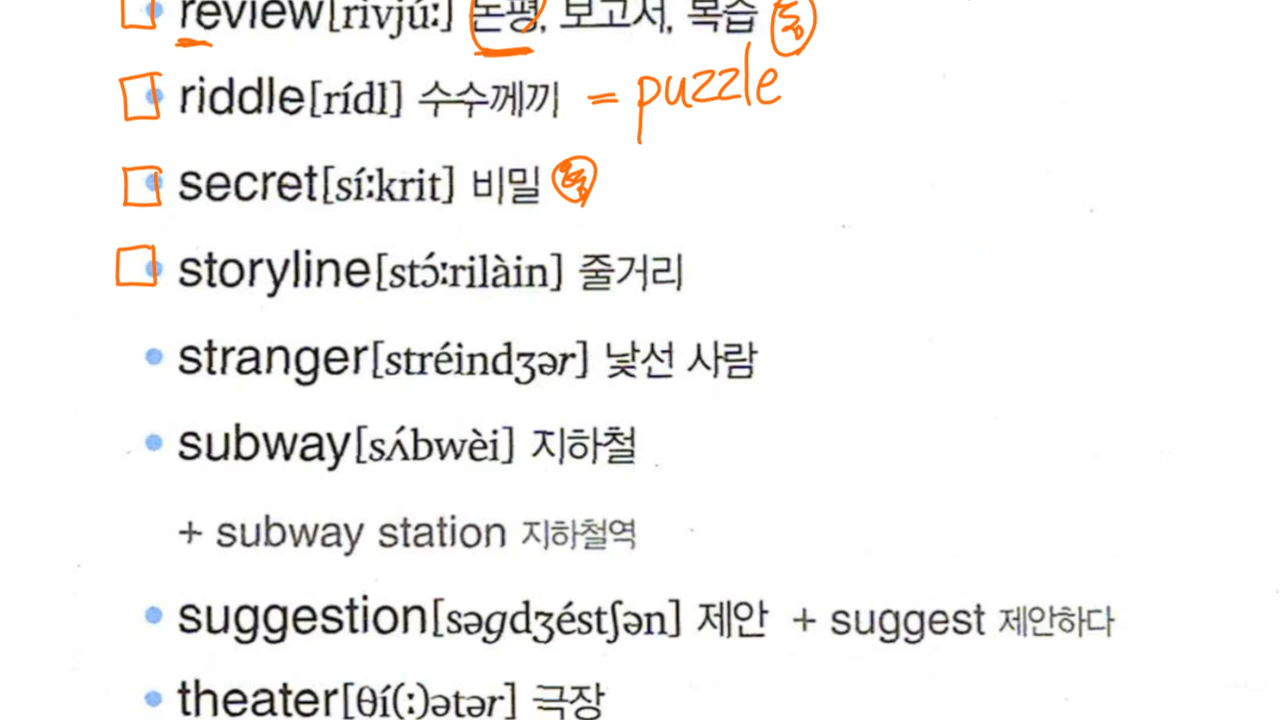 review[rivjúː] 논평, 보고서, 복습 중
riddle[rídl] 수수께끼 = puzzle
secret[síːkrit] 비밀
storyline[stɔ́ːrilàin] 줄거리
stranger[stréindʒər] 낯선 사람
subway[sʌ́bwèi] 지하철
+ subway station 지하철역
suggestion[səgdʒéstʃən] 제안 + suggest 제안하다
theater[θí(ː)ətər] 극장